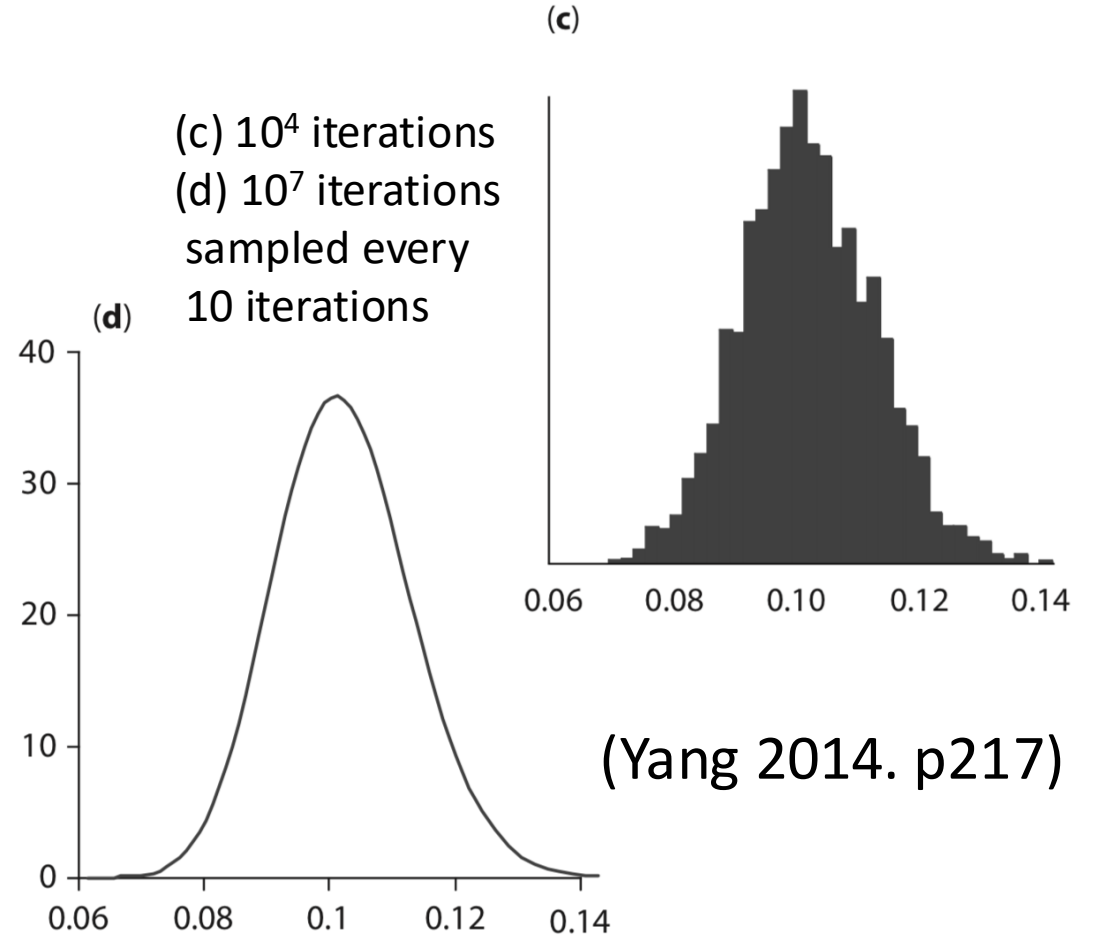 (c)
(c) 10⁴ iterations
(d) 10⁷ iterations
sampled every
10 iterations
(d)
40
30
20
10
0
0.06 0.08 0.1 0.12 0.14
0.06 0.08 0.10 0.12 0.14
(Yang 2014. p217)